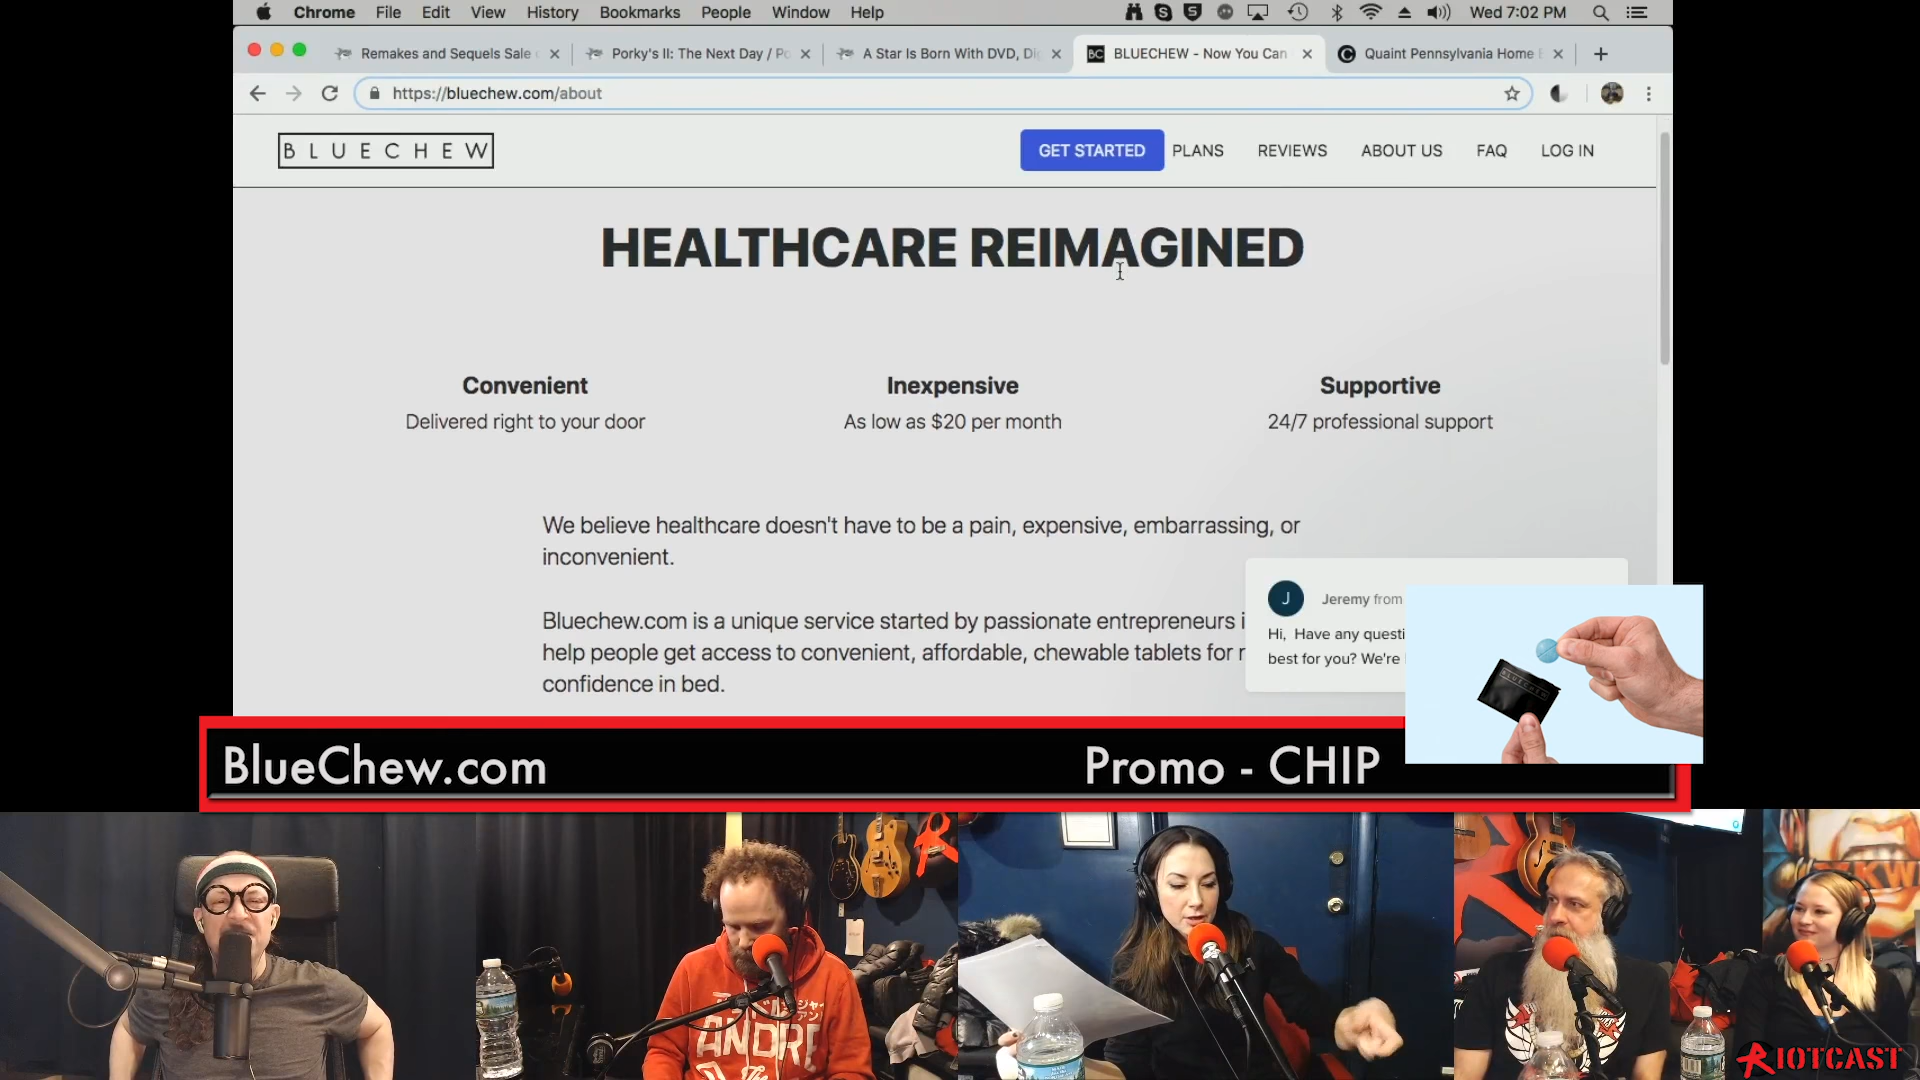 Chrome File Edit View History Bookmarks People Window Help Wed 7:02 PM
Remakes and Sequels Sale
Porky's II: The Next Day / Po
A Star Is Born With DVD, Di
BC BLUECHEW - Now You Can
Quaint Pennsylvania Home
https://bluechew.com/about
BLUECHEW
GET STARTED PLANS REVIEWS ABOUT US FAQ LOG IN
HEALTHCARE REIMAGINED
Convenient
Delivered right to your door
Inexpensive
As low as $20 per month
Supportive
24/7 professional support
We believe healthcare doesn't have to be a pain, expensive, embarrassing, or
inconvenient.
Bluechew.com is a unique service started by passionate entrepreneurs
help people get access to convenient, affordable, chewable tablets for
confidence in bed.
J
Jeremy from
Hi, Have any questi
best for you? We're
BLUECHEW
BlueChew.com Promo - CHIP
ANDRE
RIOTCAST